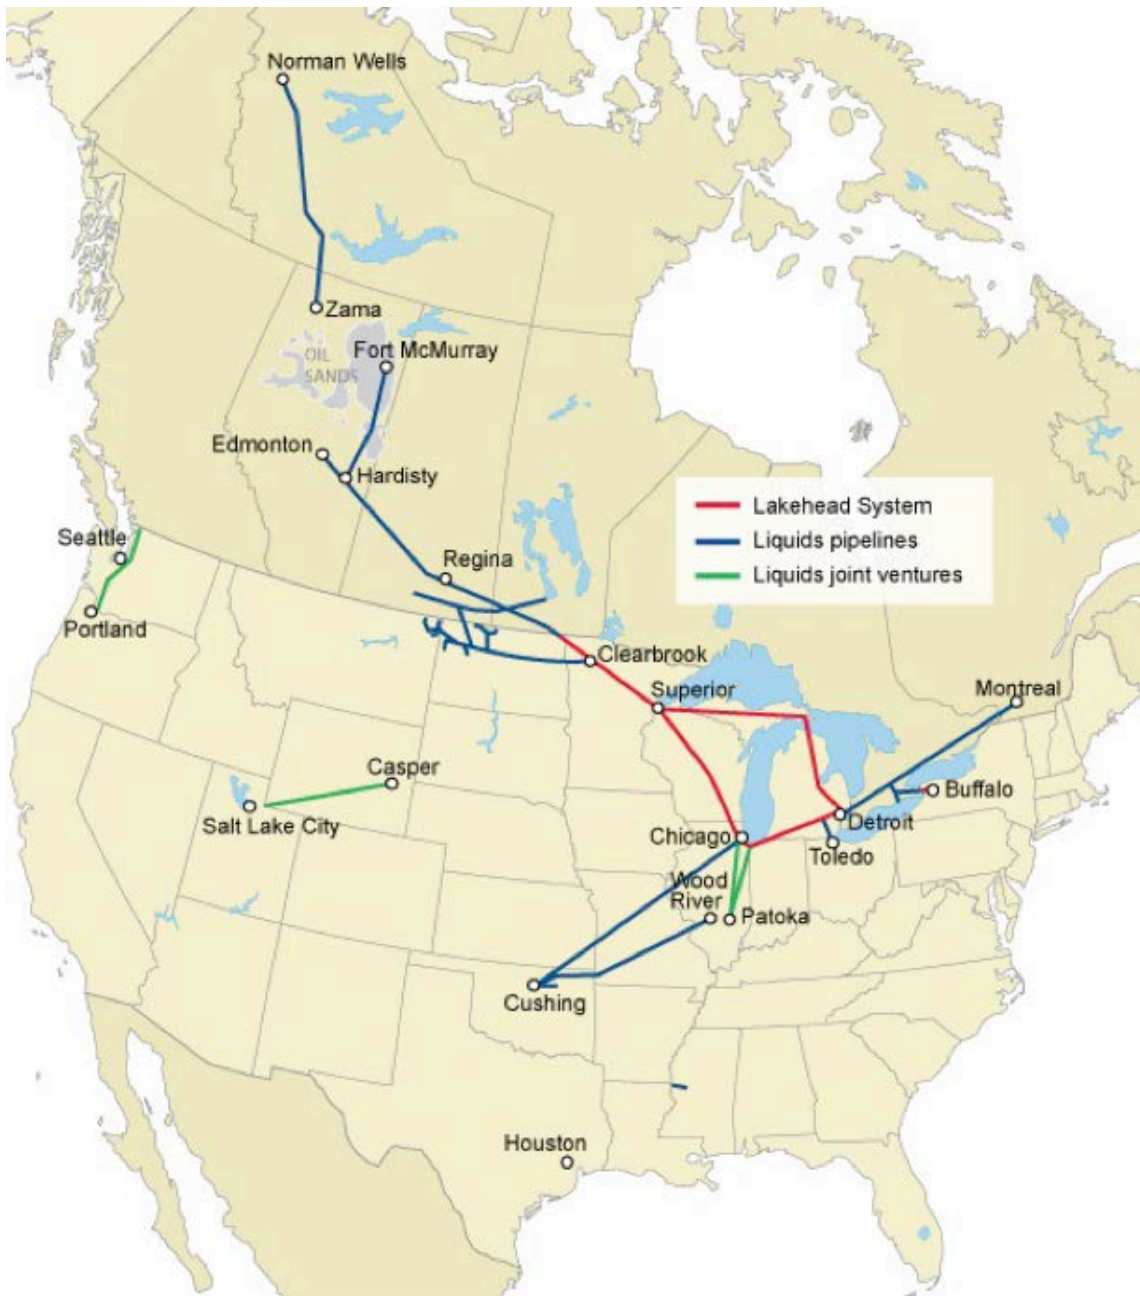 Norman Wells
Zama
OIL
SANDS
Fort McMurray
Edmonton
Hardisty
Lakehead System
Liquids pipelines
Liquids joint ventures
Seattle
Regina
Portland
Clearbrook
Superior
Montreal
Casper
Salt Lake City
Buffalo
Detroit
Chicago
Toledo
Wood
River
Patoka
Cushing
Houston